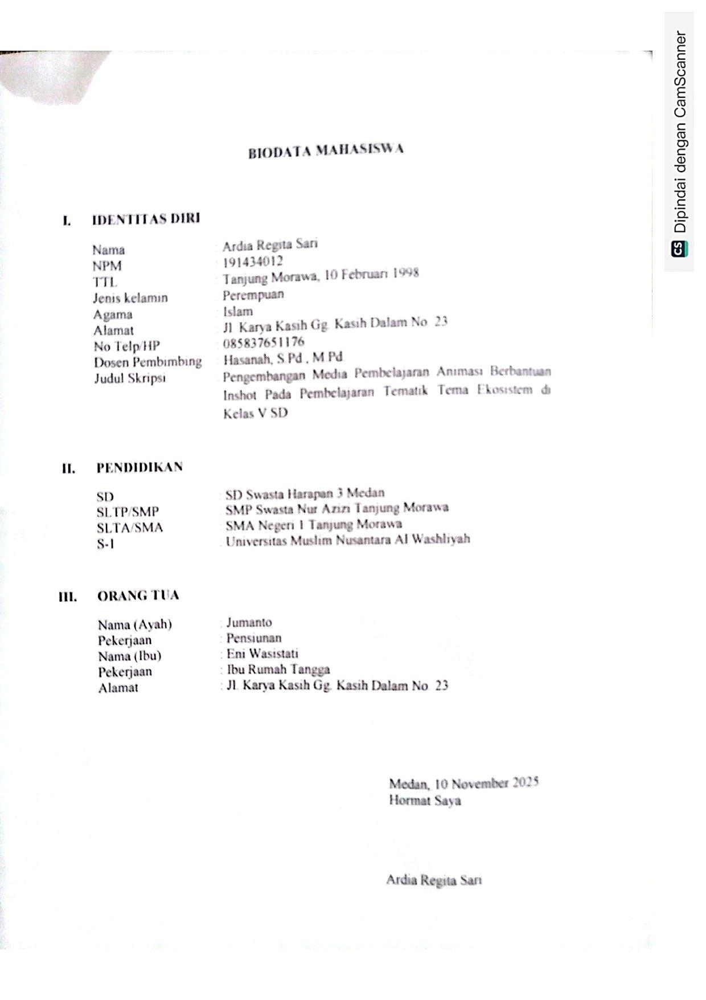 BIODATA MAHASISWA
I. IDENTITAS DIRI
Nama : Ardia Regita Sari
NPM : 191434012
TTL : Tanjung Morawa, 10 Februari 1998
Jenis kelamin : Perempuan
Agama : Islam
Alamat : Jl. Karya Kasih Gg. Kasih Dalam No. 23
No Telp/HP : 085837651176
Dosen Pembimbing : Hasanah, S.Pd., M.Pd
Judul Skripsi : Pengembangan Media Pembelajaran Animasi Berbantuan
Inshot Pada Pembelajaran Tematik Tema Ekosistem di
Kelas V SD
II. PENDIDIKAN
SD : SD Swasta Harapan 3 Medan
SLTP/SMP : SMP Swasta Nur Azizi Tanjung Morawa
SLTA/SMA : SMA Negeri 1 Tanjung Morawa
S-1 : Universitas Muslim Nusantara Al Washliyah
III. ORANG TUA
Nama (Ayah) : Jumanto
Pekerjaan : Pensiunan
Nama (Ibu) : Eni Wasistati
Pekerjaan : Ibu Rumah Tangga
Alamat : Jl. Karya Kasih Gg. Kasih Dalam No. 23
Medan, 10 November 2025
Hormat Saya
Ardia Regita Sari
CS Dipindai dengan CamScanner